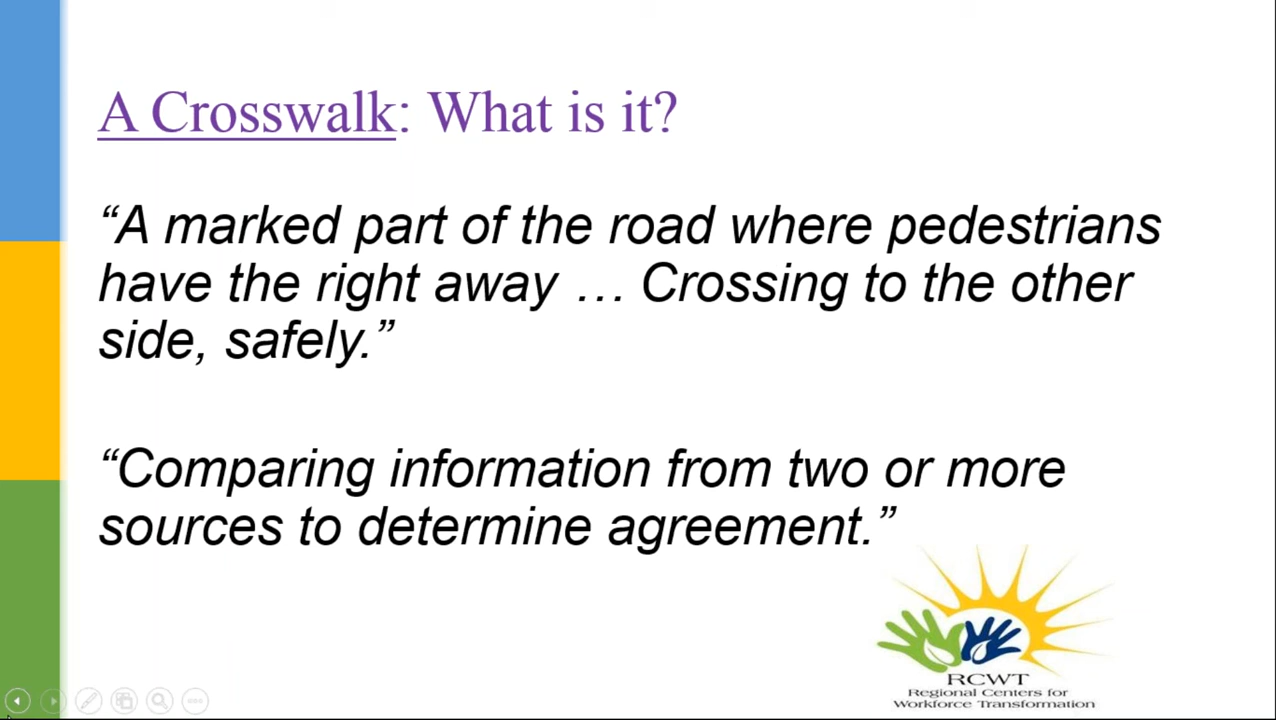 A Crosswalk: What is it?
“A marked part of the road where pedestrians
have the right away … Crossing to the other
side, safely.”
“Comparing information from two or more
sources to determine agreement.”
RCWT
Regional Centers for
Workforce Transformation